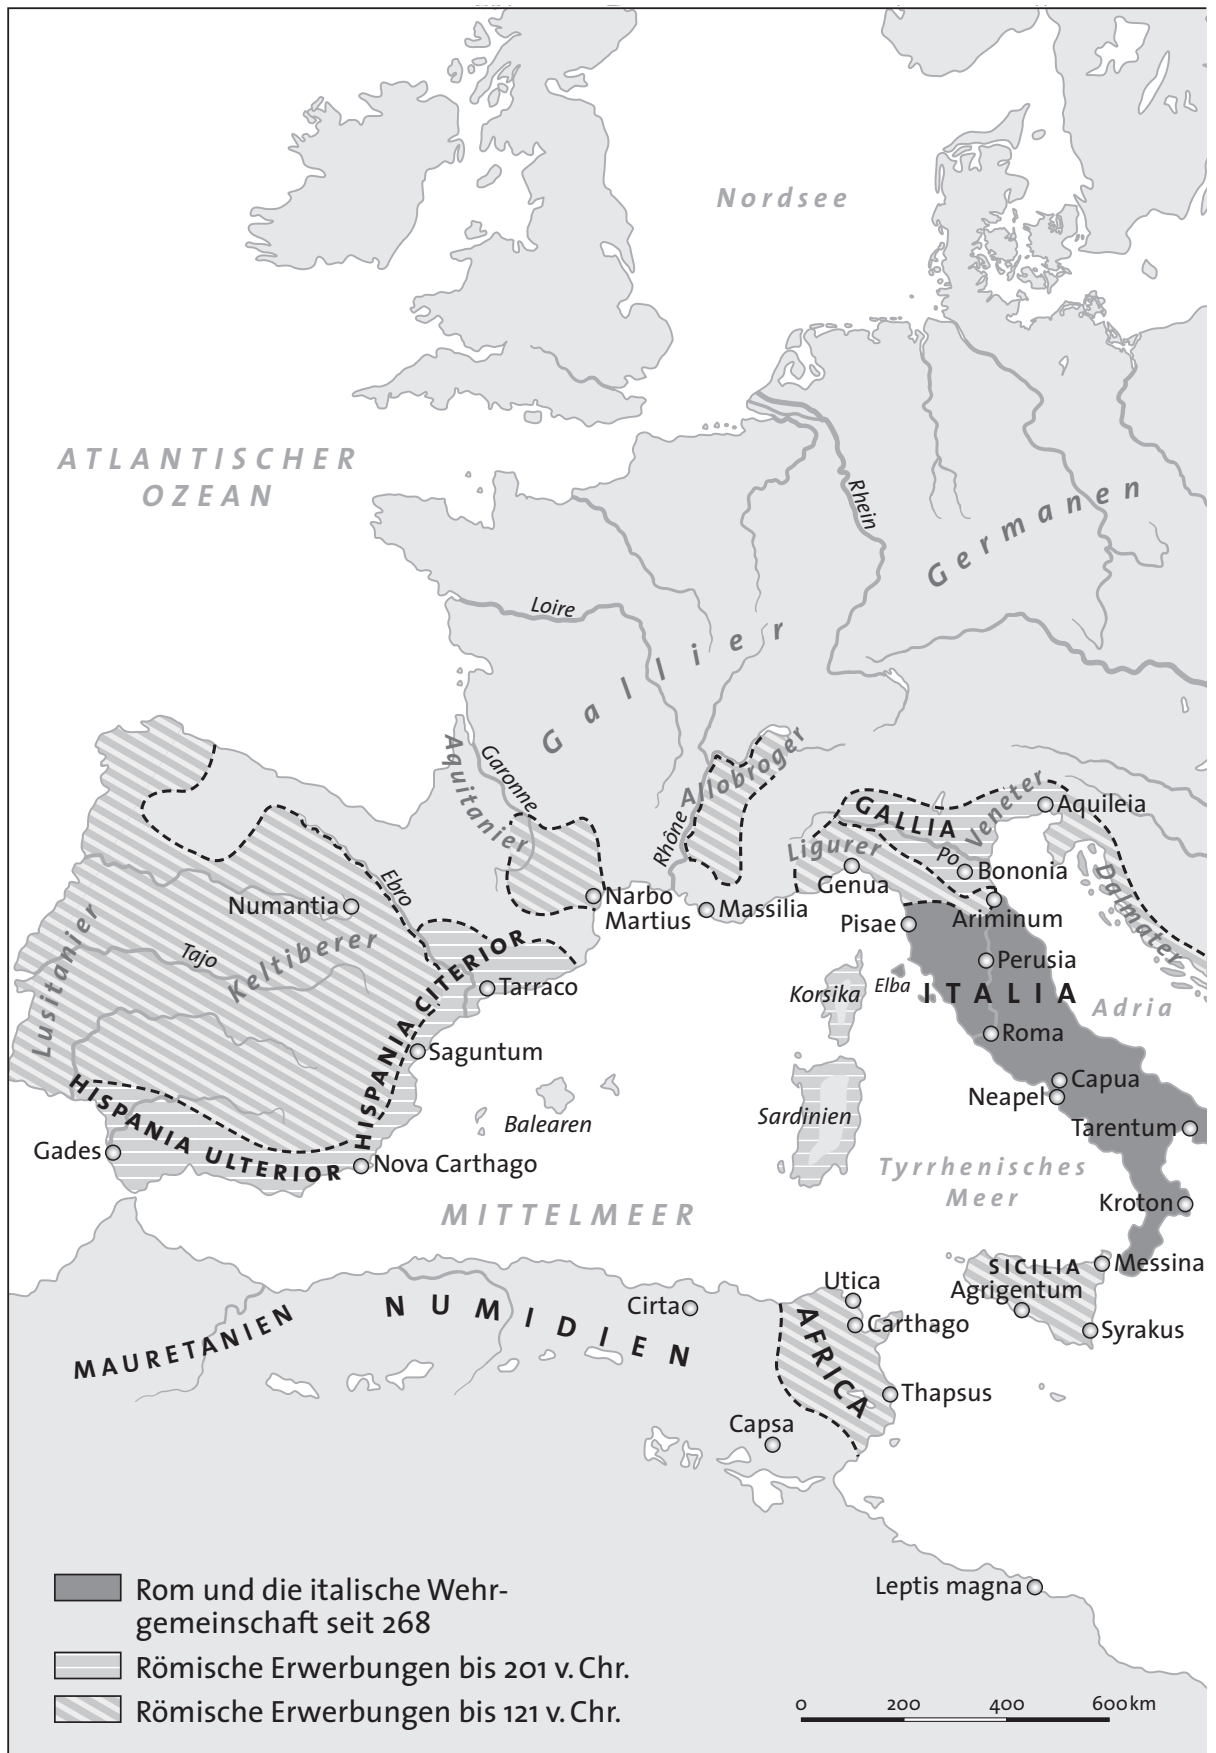 Nordsee
ATLANTISCHER
OZEAN
Rhein
Germanen
Loire
Gallier
Aquitanier
Garonne
Allobroger
Rhône
GALLIA
Veneter
Aquileia
Ligurer
Po
Bononia
Genua
Dalmater
Ebro
Numantia
Narbo
Martius
Massilia
Pisae
Ariminum
Lusitanier
Tajo
Keltiberer
HISPANIA CITERIOR
Tarraco
Korsika
Elba
Perusia
ITALIA
Adria
Roma
Saguntum
HISPANIA ULTERIOR
Balearen
Sardinien
Capua
Neapel
Tarentum
Gades
Nova Carthago
Tyrrhenisches
Meer
MITTELMEER
Kroton
SICILIA
Messina
Agrigentum
Syrakus
MAURETANIEN
NUMIDIEN
Cirta
Utica
Carthago
AFRICA
Thapsus
Capsa
Leptis magna
Rom und die italische Wehr-
gemeinschaft seit 268
Römische Erwerbungen bis 201 v. Chr.
Römische Erwerbungen bis 121 v. Chr.
0 200 400 600 km